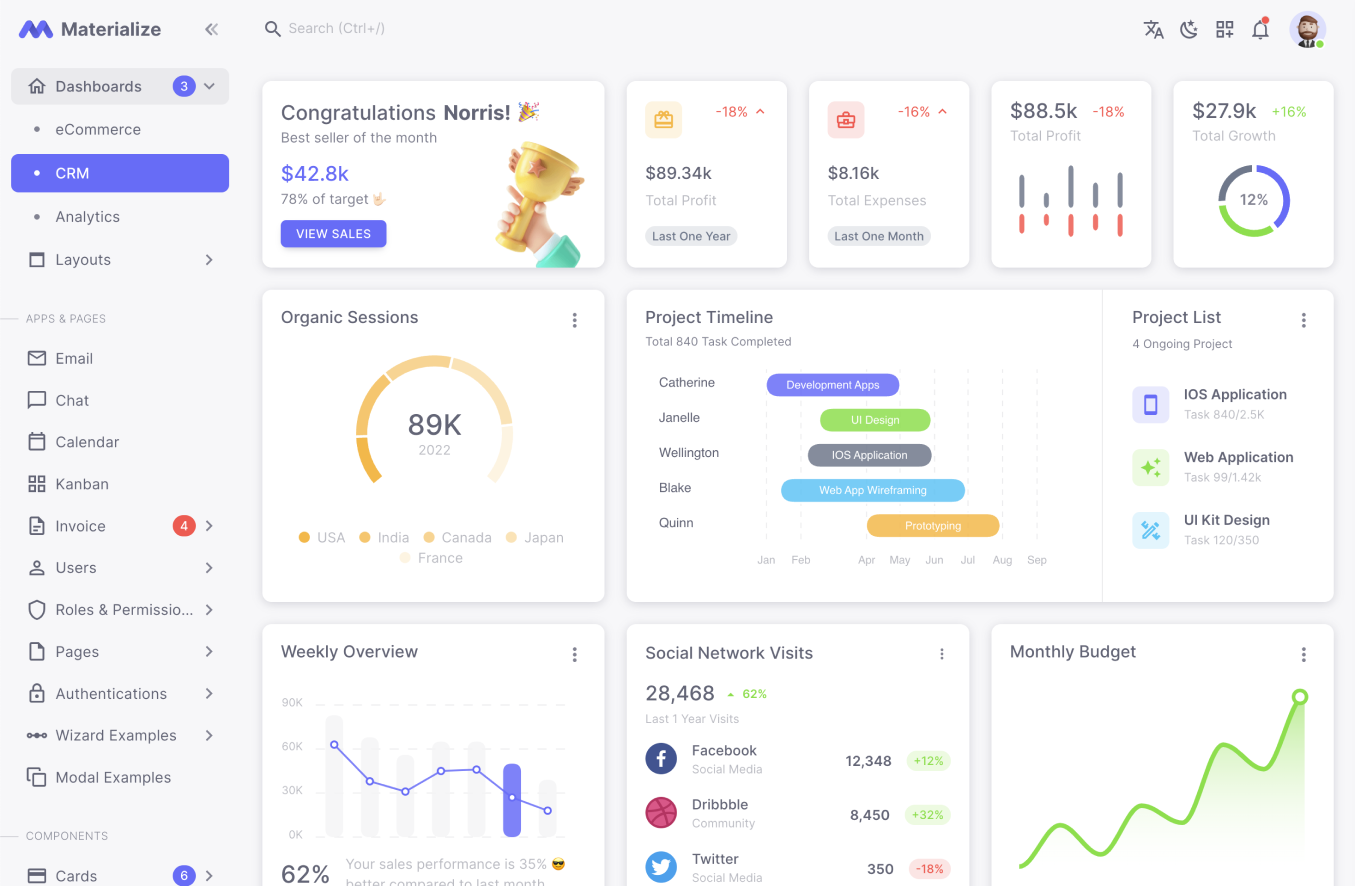 Materialize
Search (Ctrl+/)
Dashboards 3
eCommerce
CRM
Analytics
Layouts
APPS & PAGES
Email
Chat
Calendar
Kanban
Invoice 4
Users
Roles & Permissio...
Pages
Authentications
Wizard Examples
Modal Examples
COMPONENTS
Cards 6
Congratulations Norris! 🎉
Best seller of the month
$42.8k
78% of target 🤟🏻
VIEW SALES
-18%
$89.34k
Total Profit
Last One Year
-16%
$8.16k
Total Expenses
Last One Month
$88.5k -18%
Total Profit
$27.9k +16%
Total Growth
12%
Organic Sessions
89K
2022
USA India Canada Japan
France
Project Timeline
Total 840 Task Completed
Catherine Development Apps
Janelle UI Design
Wellington IOS Application
Blake Web App Wireframing
Quinn Prototyping
Jan Feb Apr May Jun Jul Aug Sep
Project List
4 Ongoing Project
IOS Application
Task 840/2.5K
Web Application
Task 99/1.42k
UI Kit Design
Task 120/350
Weekly Overview
90K
60K
30K
0K
62%
Your sales performance is 35% 😎
better compared to last month
Social Network Visits
28,468 62%
Last 1 Year Visits
Facebook
Social Media
12,348 +12%
Dribbble
Community
8,450 +32%
Twitter
Social Media
350 -18%
Monthly Budget